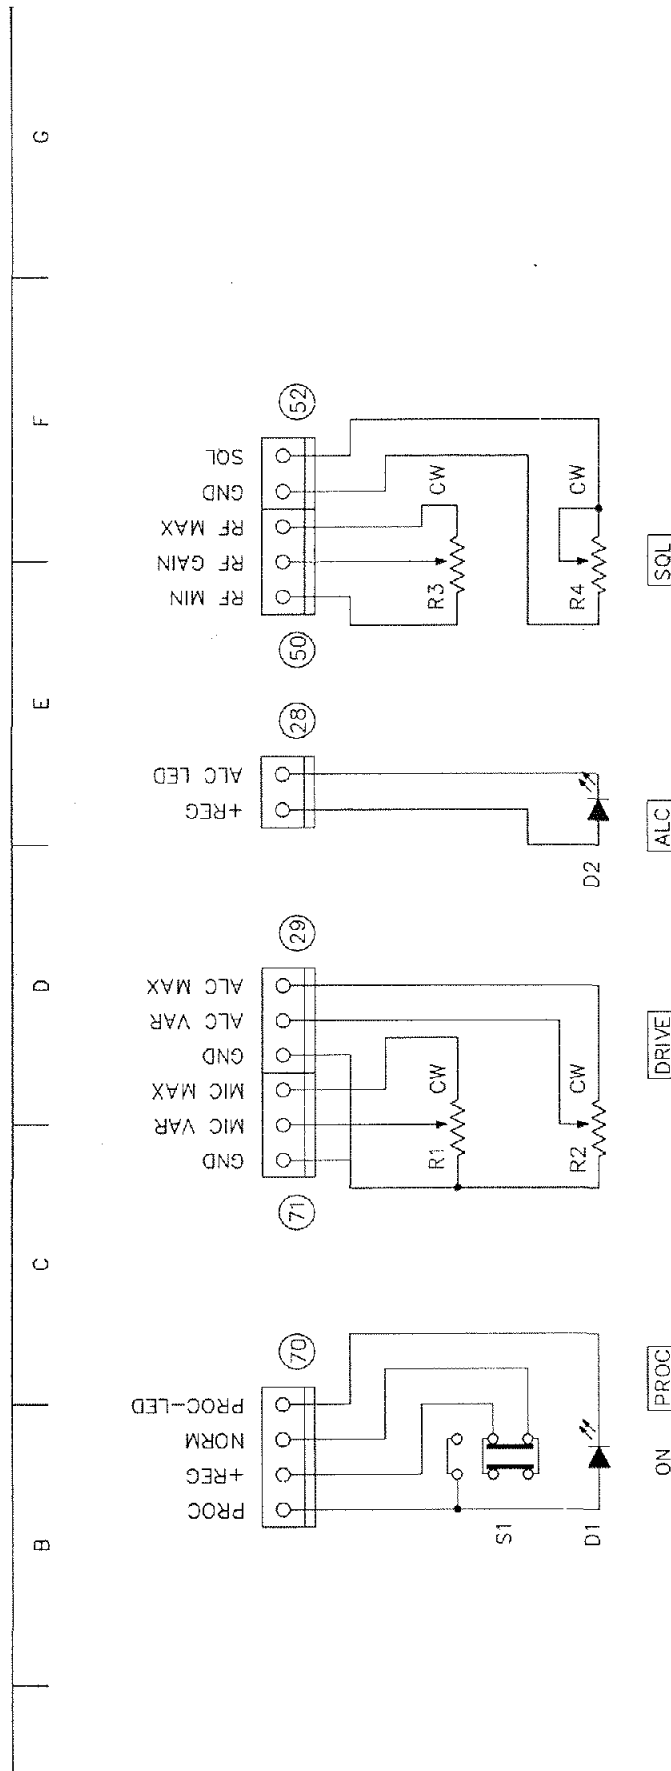 G
F
E
D
C
B
52
SQL
GND
RF MAX
RF GAIN
RF MIN
50
CW
R3
CW
R4
SQL
28
ALC LED
+REG
D2
ALC
29
ALC MAX
ALC VAR
GND
MIC MAX
MIC VAR
GND
71
CW
R1
CW
R2
DRIVE
70
PROC-LED
NORM
+REG
PROC
S1
D1
ON
PROC